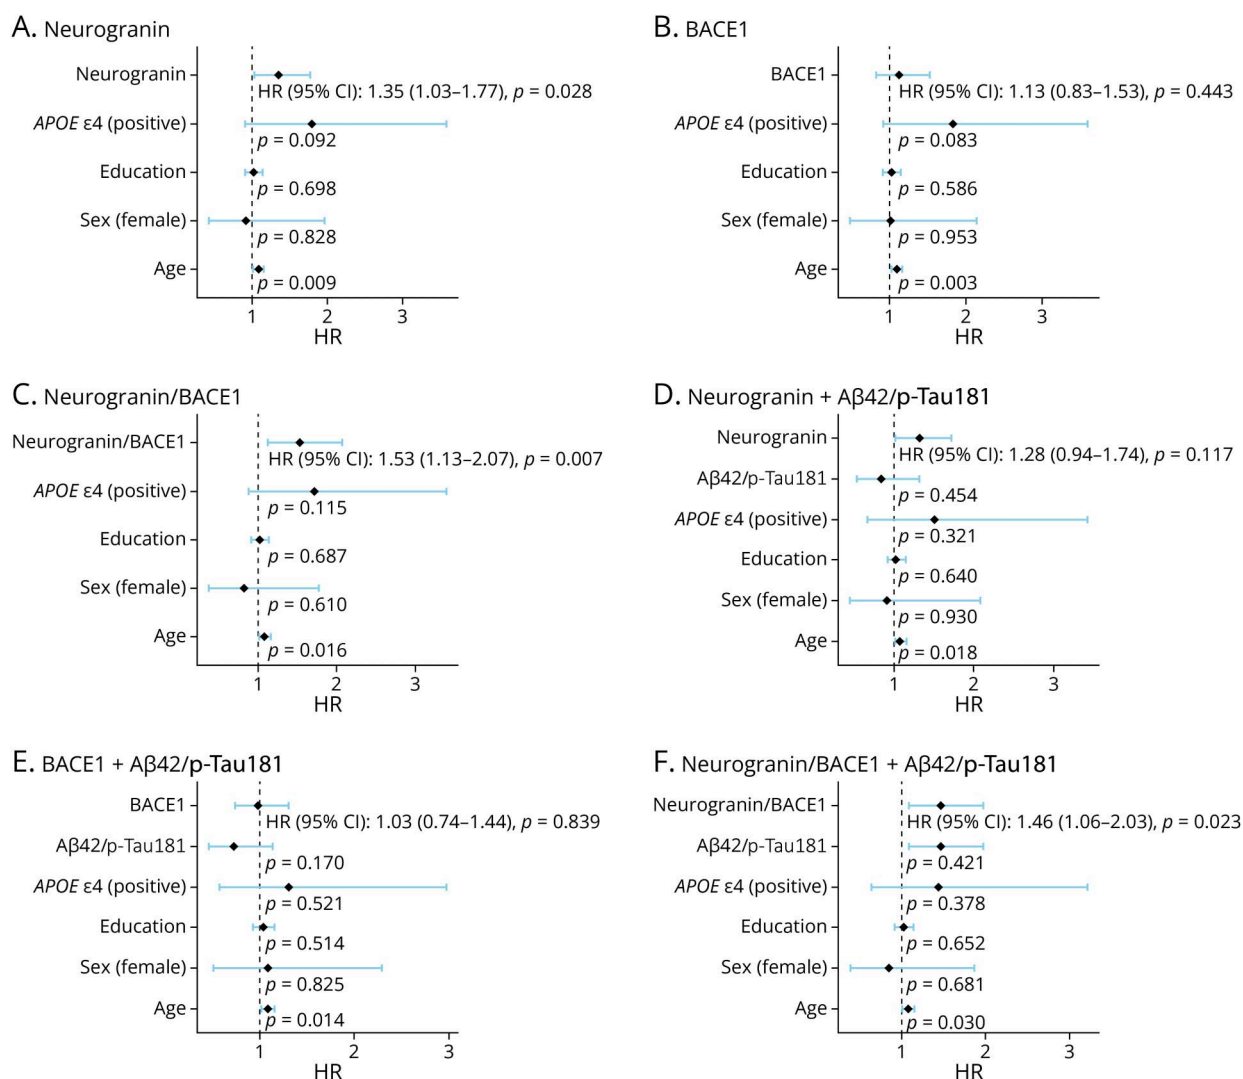 A. Neurogranin
Neurogranin
HR (95% CI): 1.35 (1.03–1.77), p = 0.028
APOE ε4 (positive)
p = 0.092
Education
p = 0.698
Sex (female)
p = 0.828
Age
p = 0.009
1 2 3
HR
B. BACE1
BACE1
HR (95% CI): 1.13 (0.83–1.53), p = 0.443
APOE ε4 (positive)
p = 0.083
Education
p = 0.586
Sex (female)
p = 0.953
Age
p = 0.003
1 2 3
HR
C. Neurogranin/BACE1
Neurogranin/BACE1
HR (95% CI): 1.53 (1.13–2.07), p = 0.007
APOE ε4 (positive)
p = 0.115
Education
p = 0.687
Sex (female)
p = 0.610
Age
p = 0.016
1 2 3
HR
D. Neurogranin + Aβ42/p-Tau181
Neurogranin
HR (95% CI): 1.28 (0.94–1.74), p = 0.117
Aβ42/p-Tau181
p = 0.454
APOE ε4 (positive)
p = 0.321
Education
p = 0.640
Sex (female)
p = 0.930
Age
p = 0.018
1 2 3
HR
E. BACE1 + Aβ42/p-Tau181
BACE1
HR (95% CI): 1.03 (0.74–1.44), p = 0.839
Aβ42/p-Tau181
p = 0.170
APOE ε4 (positive)
p = 0.521
Education
p = 0.514
Sex (female)
p = 0.825
Age
p = 0.014
1 2 3
HR
F. Neurogranin/BACE1 + Aβ42/p-Tau181
Neurogranin/BACE1
HR (95% CI): 1.46 (1.06–2.03), p = 0.023
Aβ42/p-Tau181
p = 0.421
APOE ε4 (positive)
p = 0.378
Education
p = 0.652
Sex (female)
p = 0.681
Age
p = 0.030
1 2 3
HR